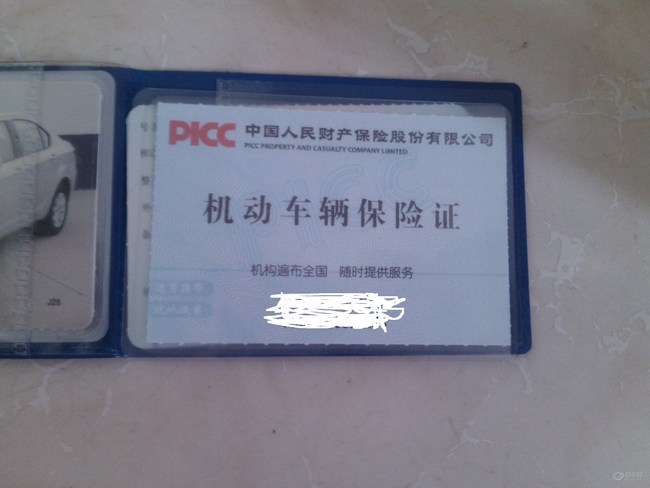 PICC 中国人民财产保险股份有限公司
PICC PROPERTY AND CASUALTY COMPANY LIMITED
机动车辆保险证
机构遍布全国 随时提供服务
J28